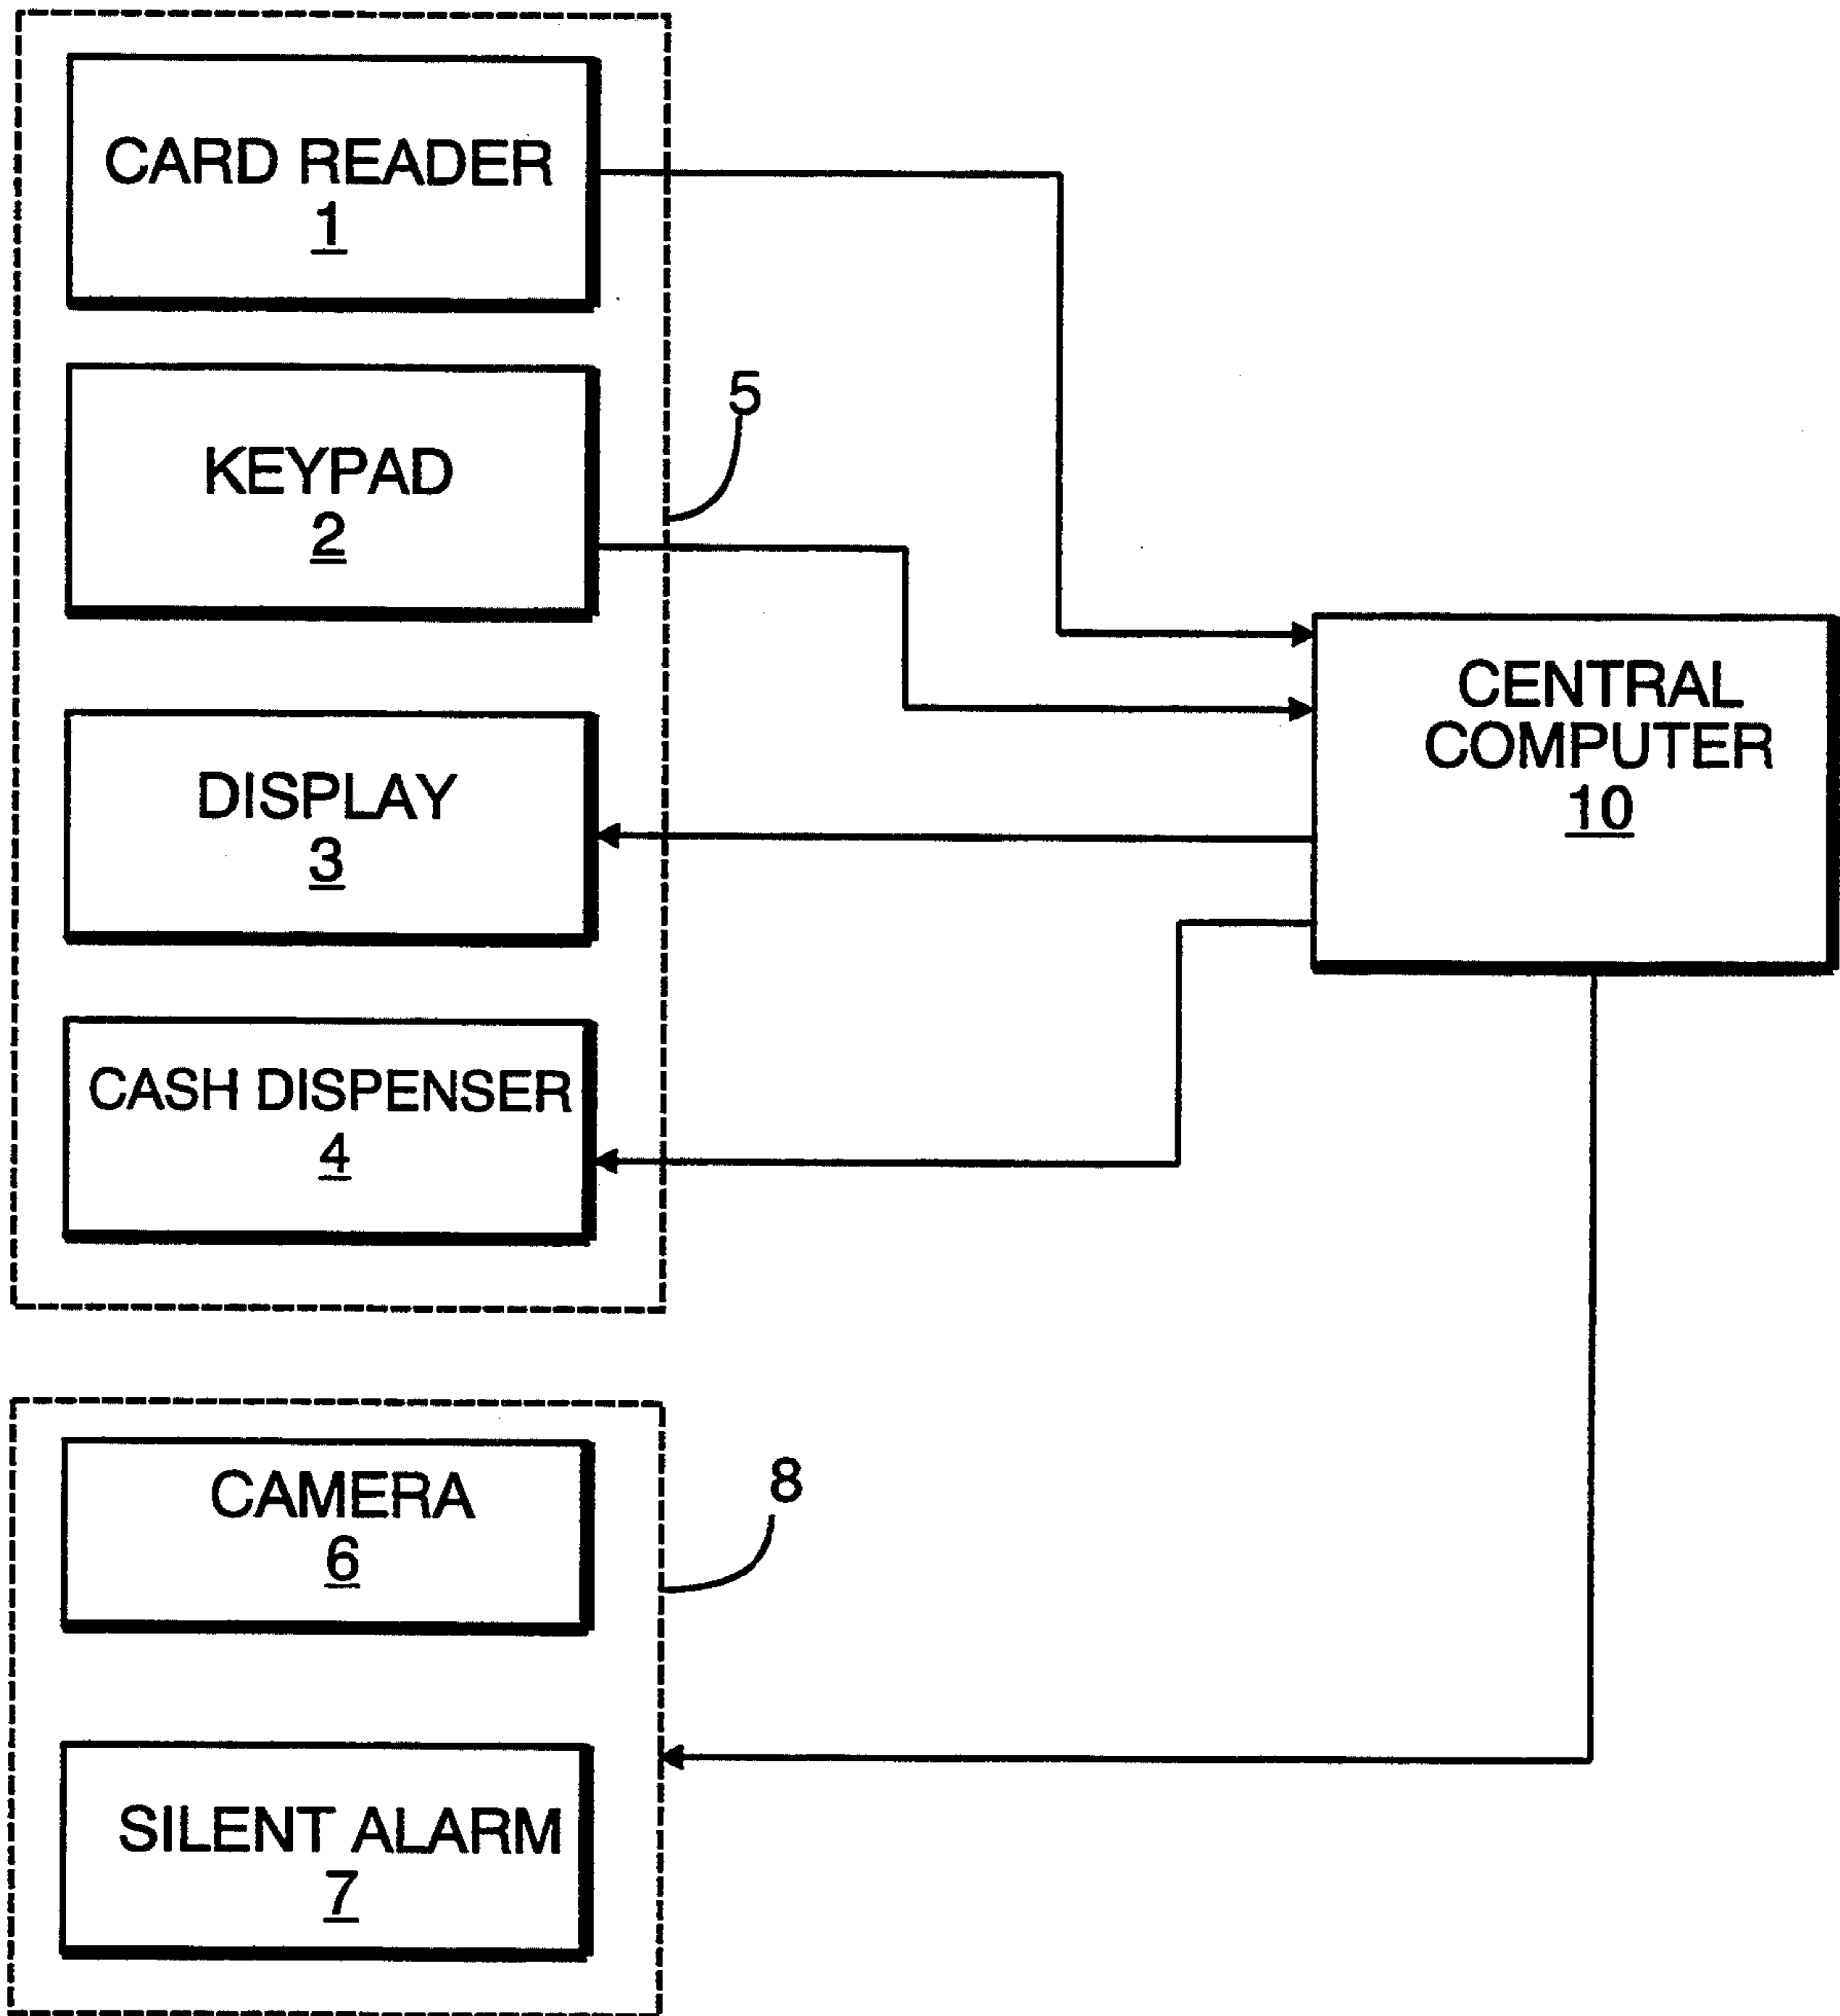 CARD READER
1
KEYPAD
2
5
DISPLAY
3
CENTRAL
COMPUTER
10
CASH DISPENSER
4
CAMERA
6
8
SILENT ALARM
7